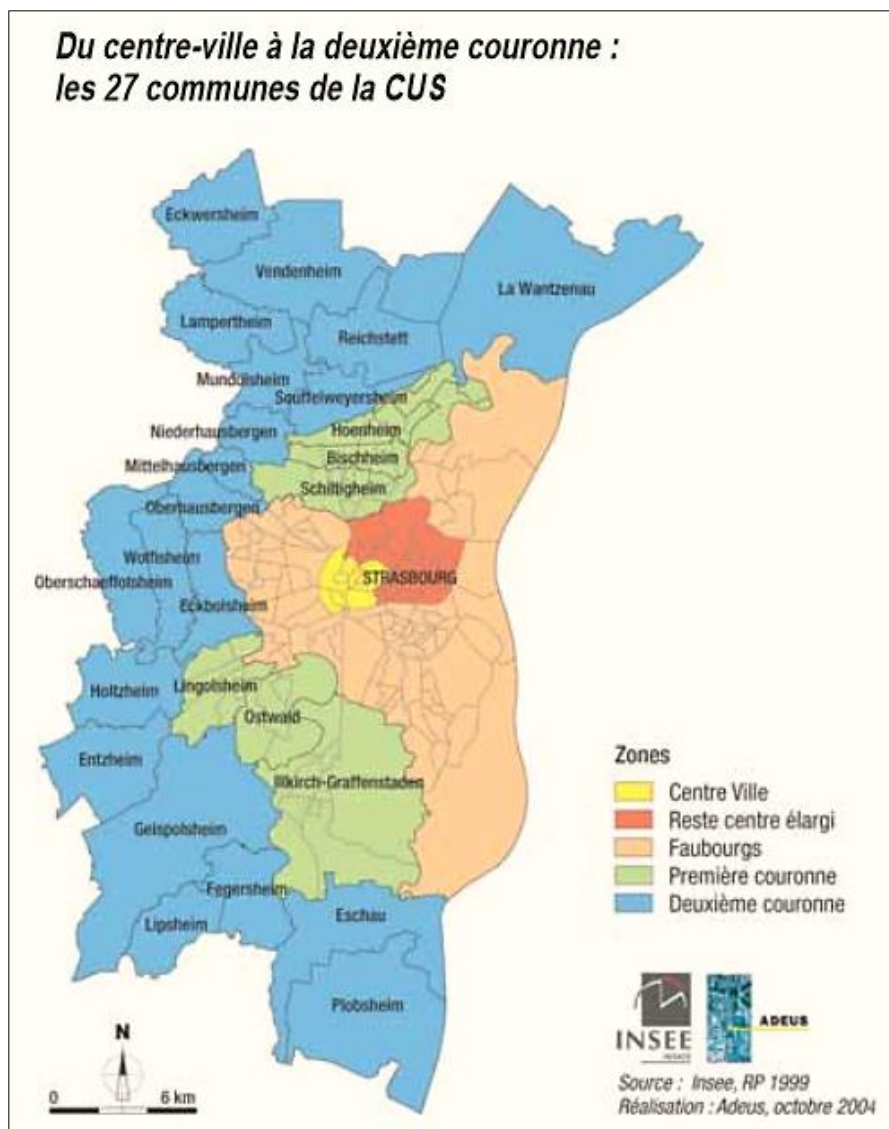 Du centre-ville à la deuxième couronne :
les 27 communes de la CUS
Eckwersheim
Vendenheim
La Wantzenau
Lampertheim
Reichstett
Mundolsheim
Souffelweyersheim
Niederhausbergen
Hoenheim
Mittelhausbergen
Bischheim
Schiltigheim
Oberhausbergen
Wolfisheim
Oberschaeffolsheim
STRASBOURG
Eckbolsheim
Holtzheim
Lingolsheim
Ostwald
Entzheim
Illkirch-Graffenstaden
Geispolsheim
Fegersheim
Lipsheim
Eschau
Plobsheim
Zones
Centre Ville
Reste centre élargi
Faubourgs
Première couronne
Deuxième couronne
N
0 6 km
INSEE
ALSACE
ADEUS
Source : Insee, RP 1999
Réalisation : Adeus, octobre 2004